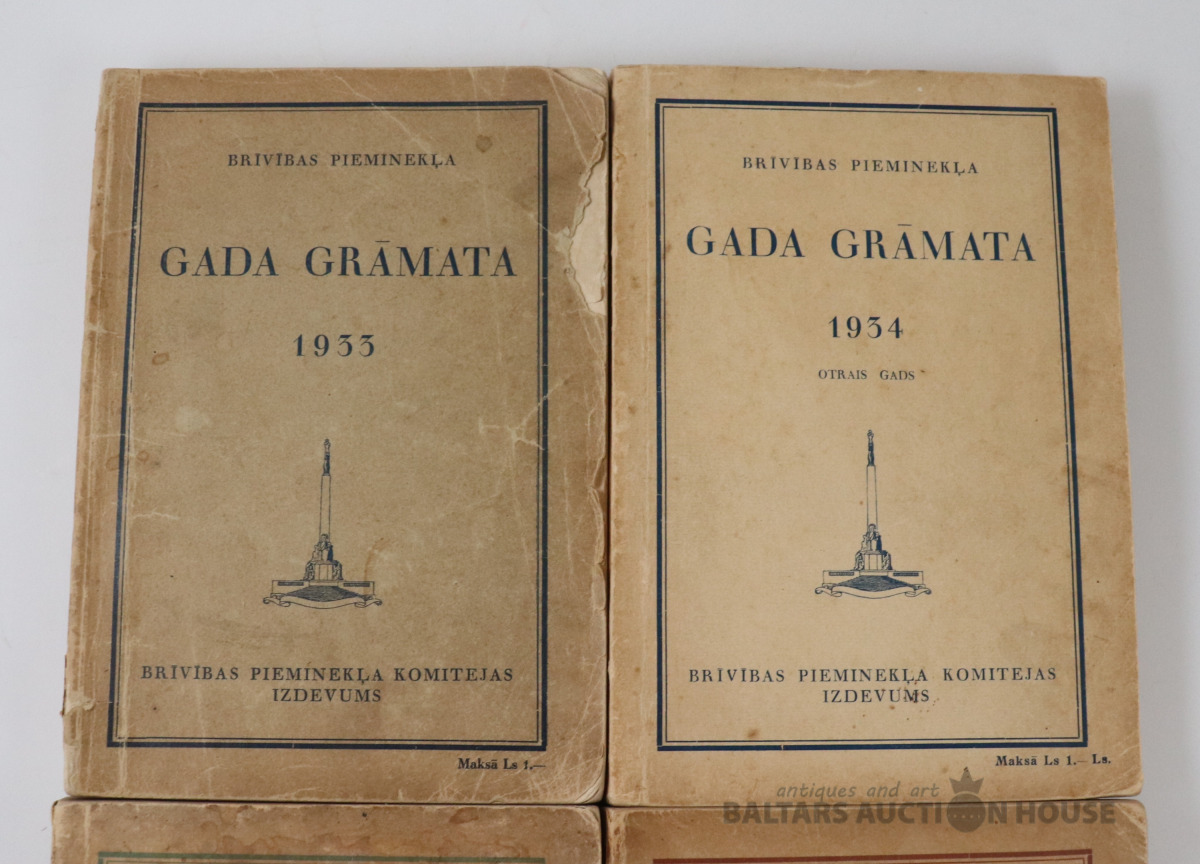 BRĪVĪBAS PIEMINEKĻA
GADA GRĀMATA
1933
BRĪVĪBAS PIEMINEKĻA KOMITEJAS
IZDEVUMS
Maksā Ls 1.—
BRĪVĪBAS PIEMINEKĻA
GADA GRĀMATA
1934
OTRAIS GADS
BRĪVĪBAS PIEMINEKĻA KOMITEJAS
IZDEVUMS
Maksā Ls 1.— Ls.
antiques and art
BALTARS AUCTION HOUSE